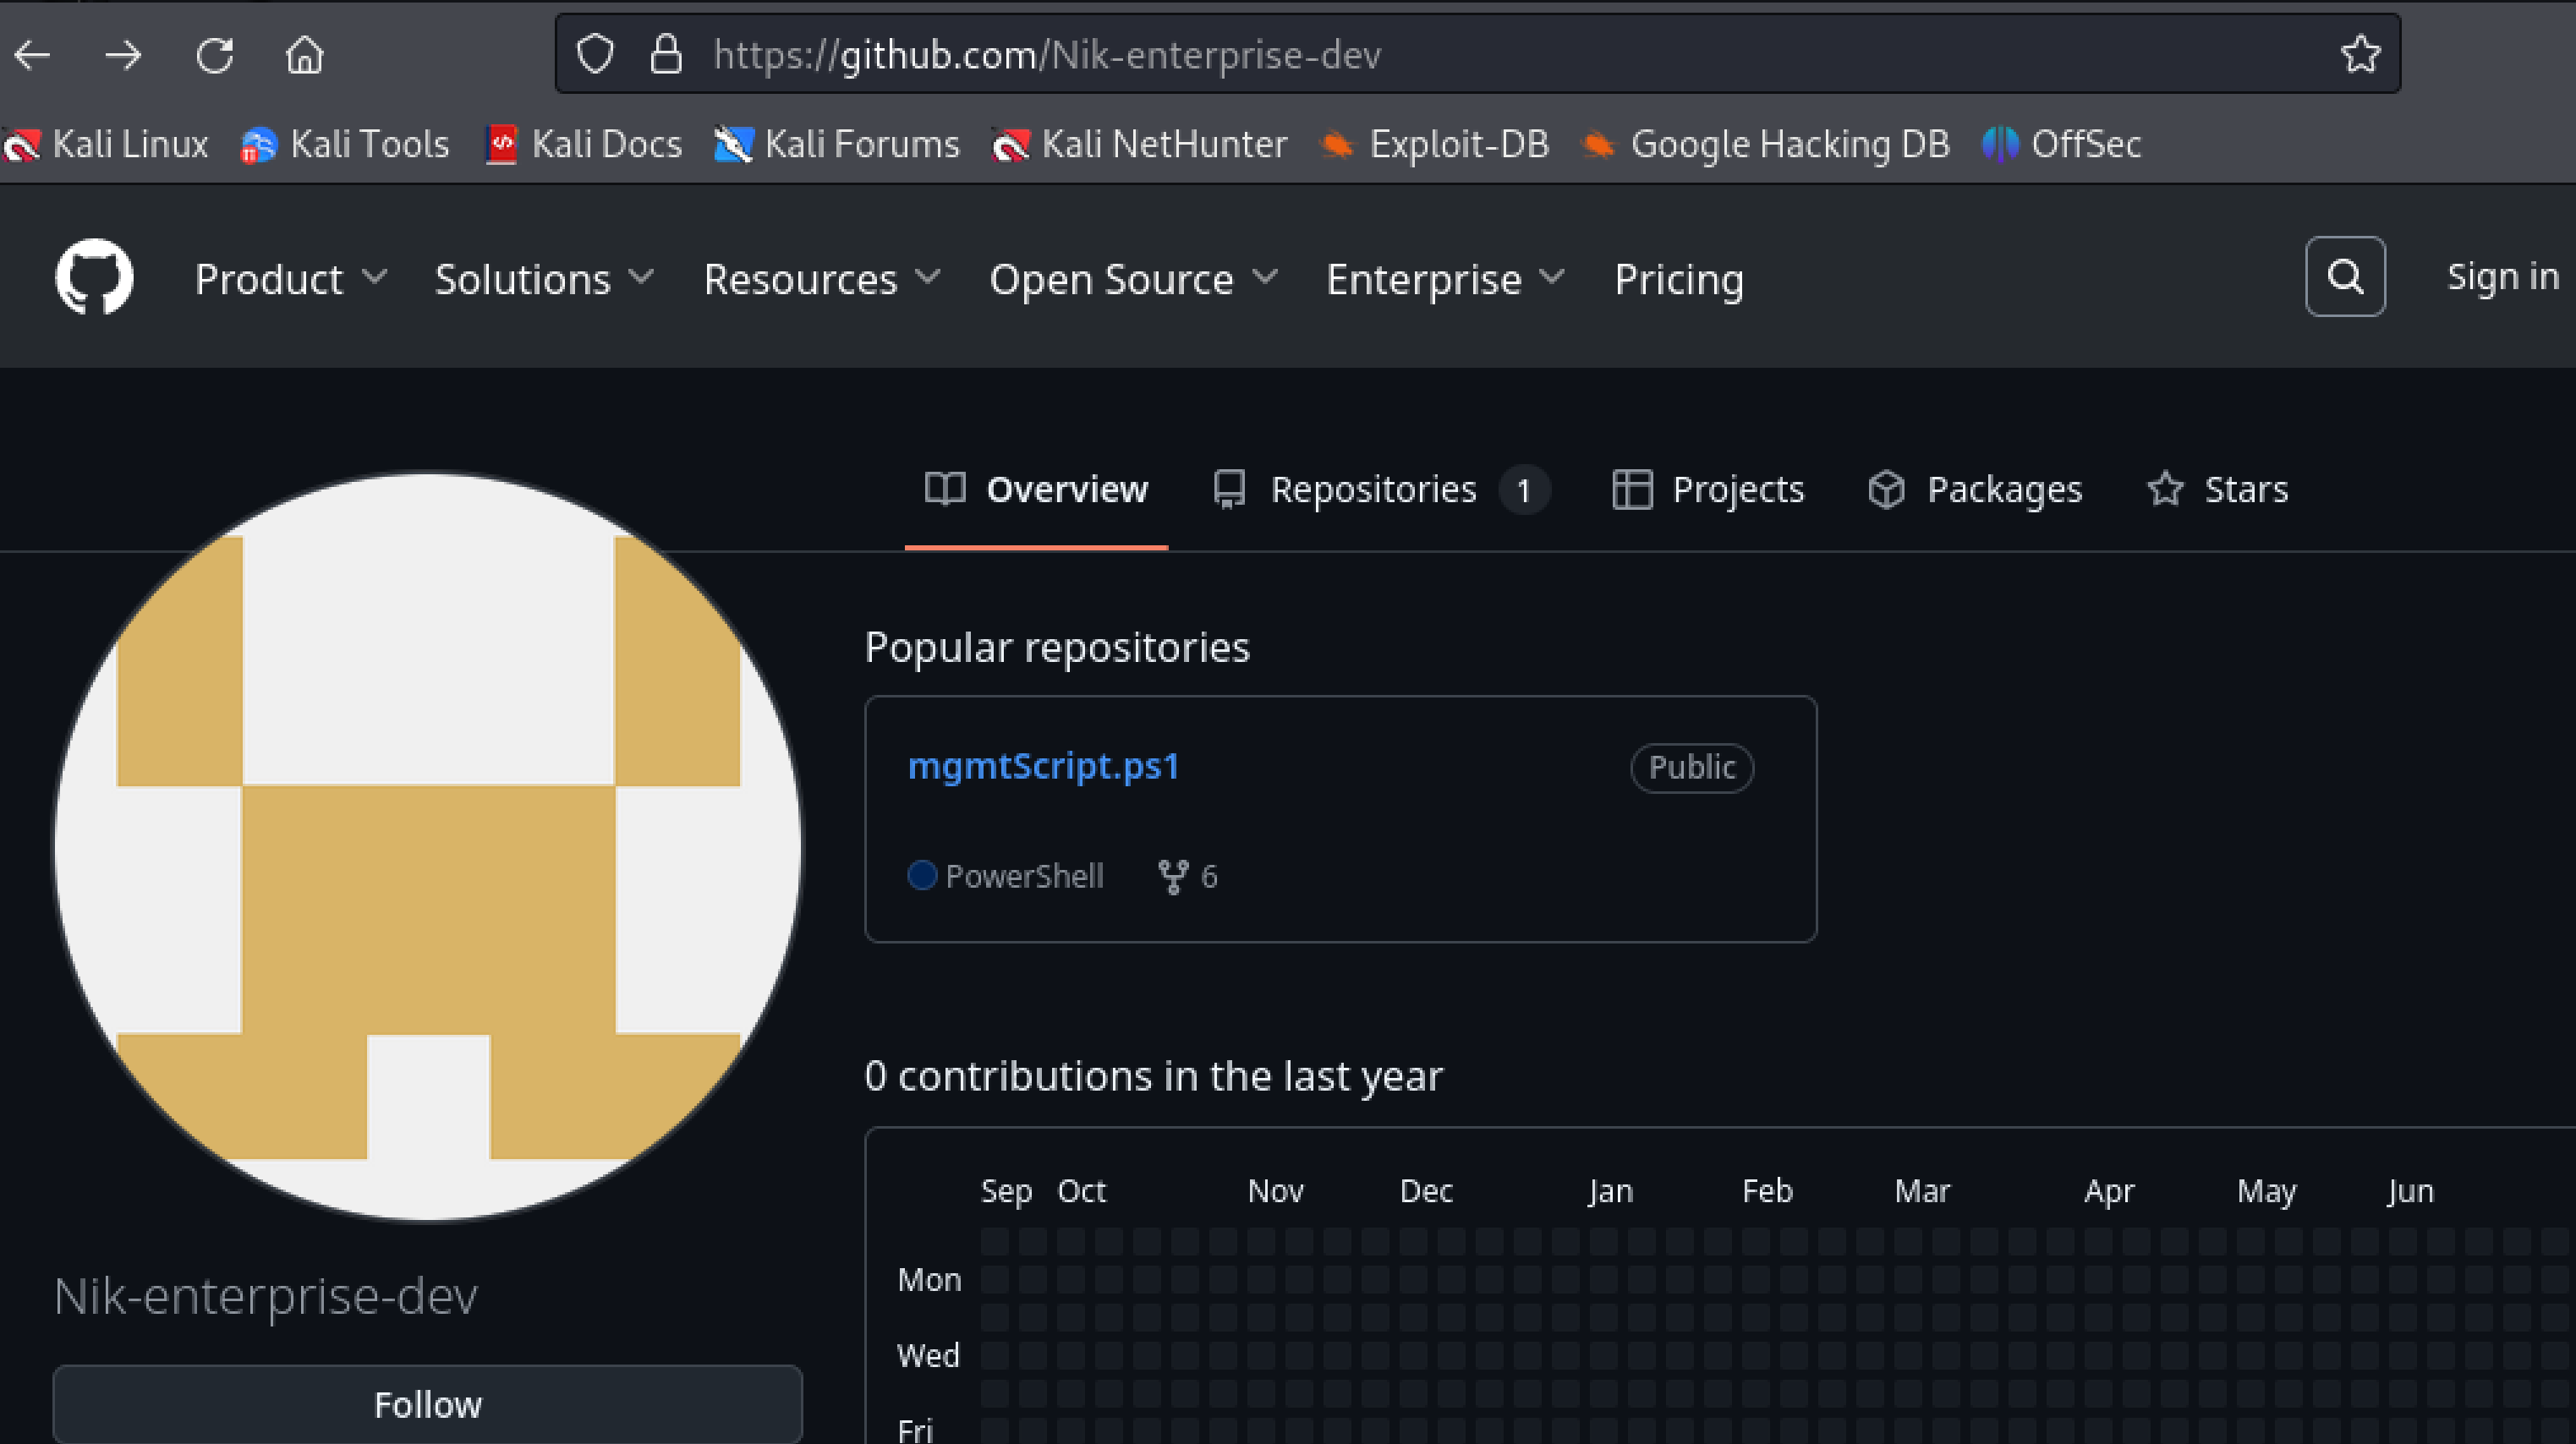 https://github.com/Nik-enterprise-dev
Kali Linux Kali Tools Kali Docs Kali Forums Kali NetHunter Exploit-DB Google Hacking DB OffSec
Product Solutions Resources Open Source Enterprise Pricing Sign in
Overview Repositories 1 Projects Packages Stars
Popular repositories
mgmtScript.ps1 Public
PowerShell 6
0 contributions in the last year
Sep Oct Nov Dec Jan Feb Mar Apr May Jun
Mon
Wed
Fri
Nik-enterprise-dev
Follow